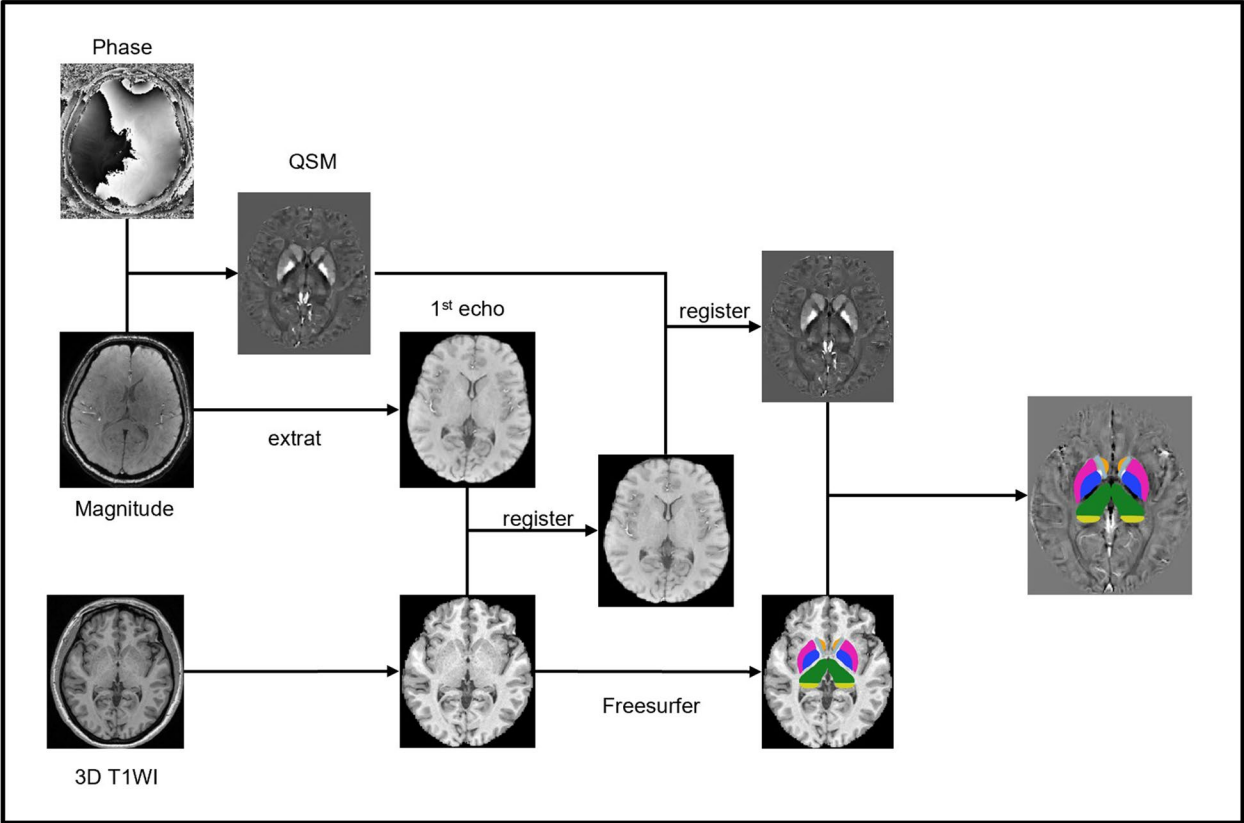 Phase
QSM
1st echo
register
extrat
Magnitude
register
Freesurfer
3D T1WI